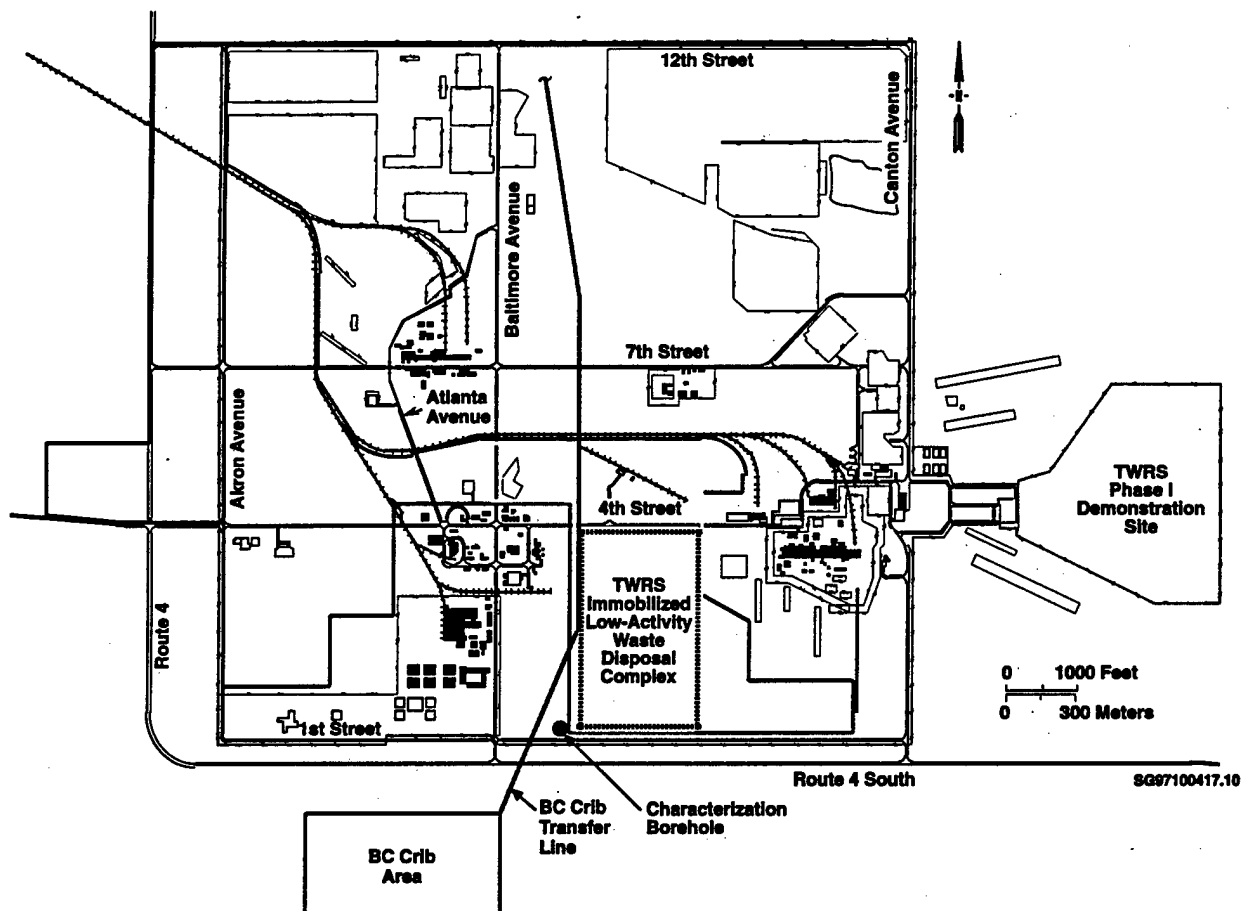 12th Street
Canton Avenue
Baltimore Avenue
7th Street
Atlanta
Avenue
Akron Avenue
4th Street
TWRS
Phase I
Demonstration
Site
TWRS
Immobilized
Low-Activity
Waste
Disposal
Complex
Route 4
0 1000 Feet
0 300 Meters
1st Street
Route 4 South
SG97100417.10
BC Crib
Transfer
Line
Characterization
Borehole
BC Crib
Area